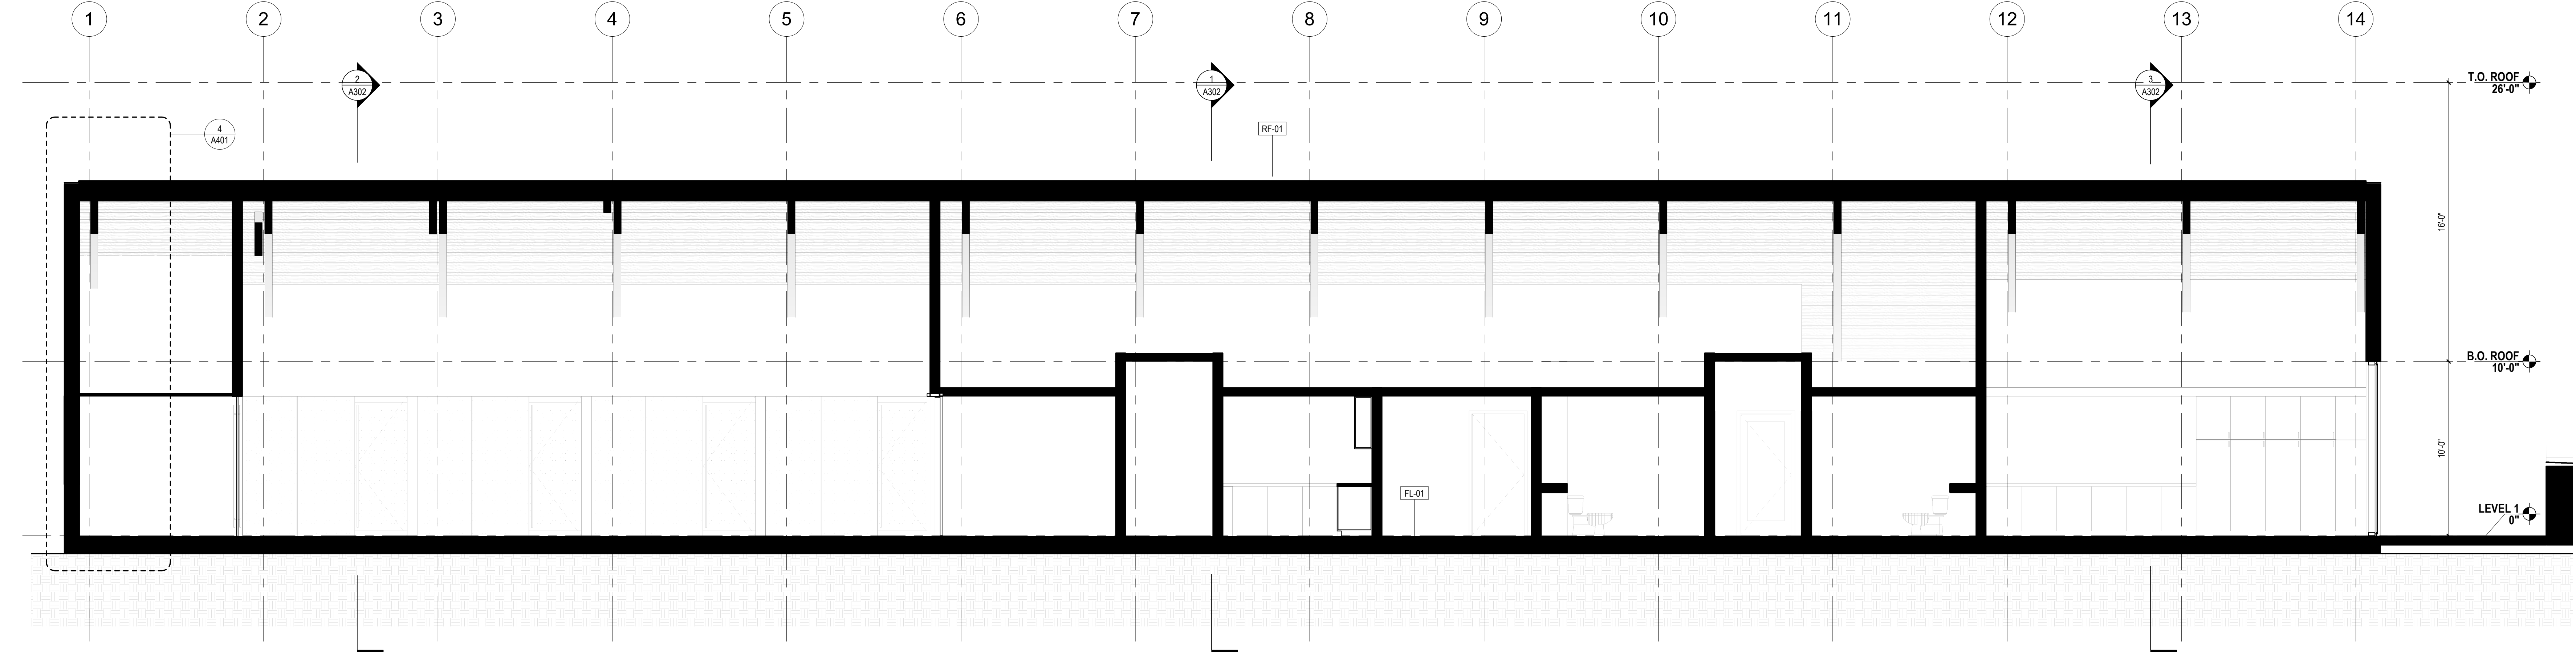 1 2 3 4 5 6 7 8 9 10 11 12 13 14
2
A302
1
A302
3
A302
T.O. ROOF
26'-0"
4
A401
RF-01
16'-0"
B.O. ROOF
10'-0"
10'-0"
FL-01
LEVEL 1
0"